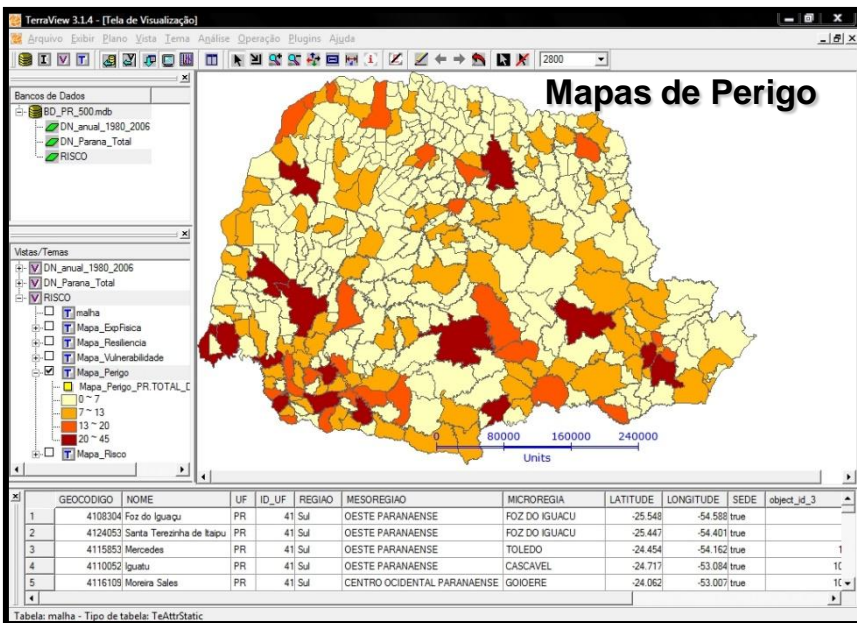 TerraView 3.1.4 - [Tela de Visualização]
Arquivo Exibir Plano Vista Tema Análise Operação Plugins Ajuda
2800
Mapas de Perigo
Bancos de Dados
BD_PR_500.mdb
DN_anual_1980_2006
DN_Parana_Total
RISCO
Vistas/Temas
DN_anual_1980_2006
DN_Parana_Total
RISCO
malha
Mapa_ExpFisica
Mapa_Resiliencia
Mapa_Vulnerabilidade
Mapa_Perigo
Mapa_Perigo_PR.TOTAL_D
0 ~ 7
7 ~ 13
13 ~ 20
20 ~ 45
Mapa_Risco
0 80000 160000 240000
Units
GEOCODIGO NOME UF ID_UF REGIAO MESOREGIAO MICROREGIA LATITUDE LONGITUDE SEDE object_id_3
1 4108304 Foz do Iguaçu PR 41 Sul OESTE PARANAENSE FOZ DO IGUACU -25.548 -54.588 true
2 4124053 Santa Terezinha de Itaipu PR 41 Sul OESTE PARANAENSE FOZ DO IGUACU -25.447 -54.401 true
3 4115853 Mercedes PR 41 Sul OESTE PARANAENSE TOLEDO -24.454 -54.162 true 1
4 4110052 Iguatu PR 41 Sul OESTE PARANAENSE CASCAVEL -24.717 -53.084 true 10
5 4116109 Moreira Sales PR 41 Sul CENTRO OCIDENTAL PARANAENSE GOIOERE -24.062 -53.007 true 10
Tabela: malha - Tipo de tabela: TeAttrStatic